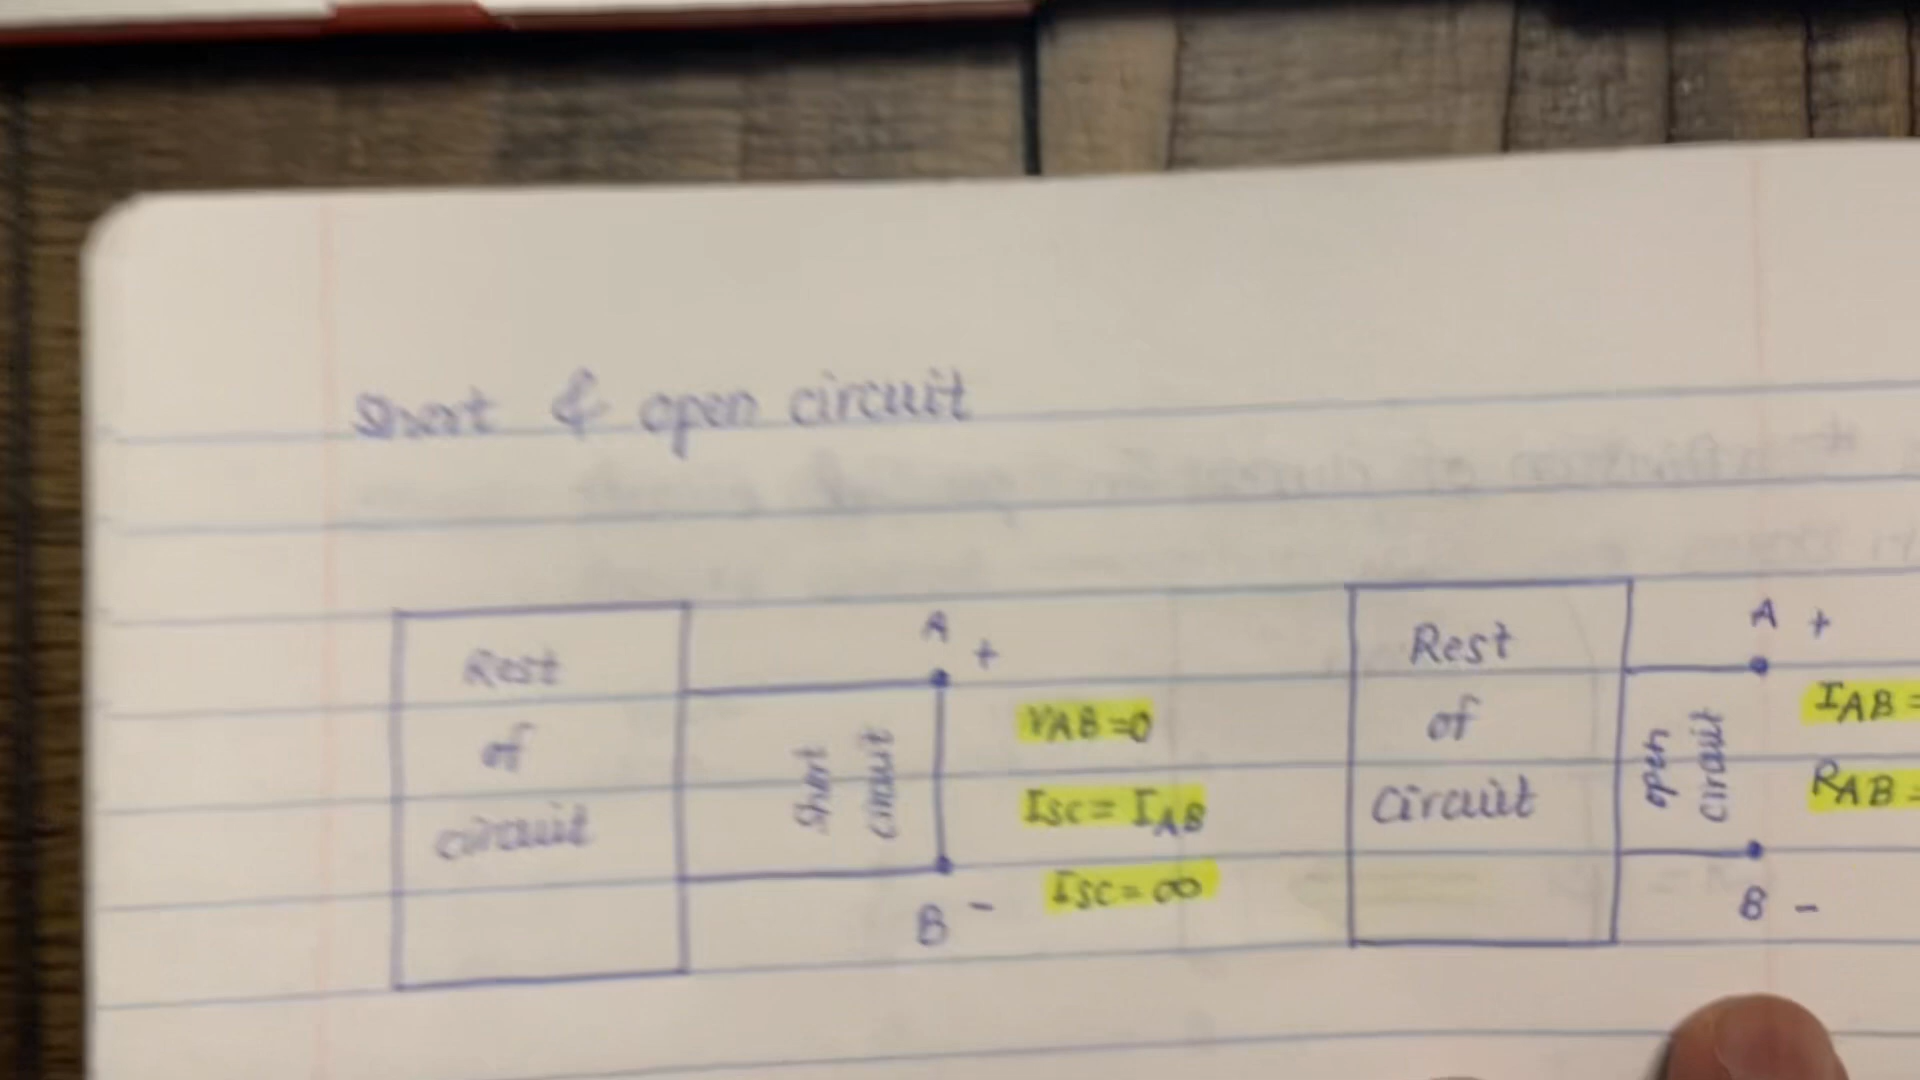 Short & open circuit
Rest
of
circuit
short
circuit
A
+
VAB=0
ISC= IAB
ISC= ∞
B -
Rest
of
Circuit
open
circuit
A +
IAB=
RAB=
B -